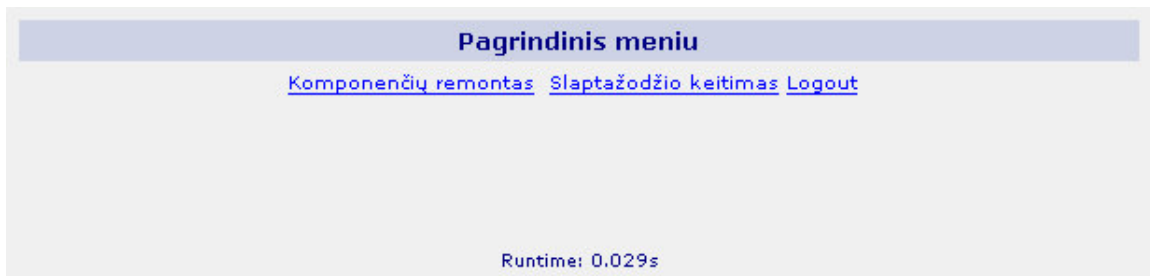 Pagrindinis meniu
Komponenčių remontas Slaptažodžio keitimas Logout
Runtime: 0.029s